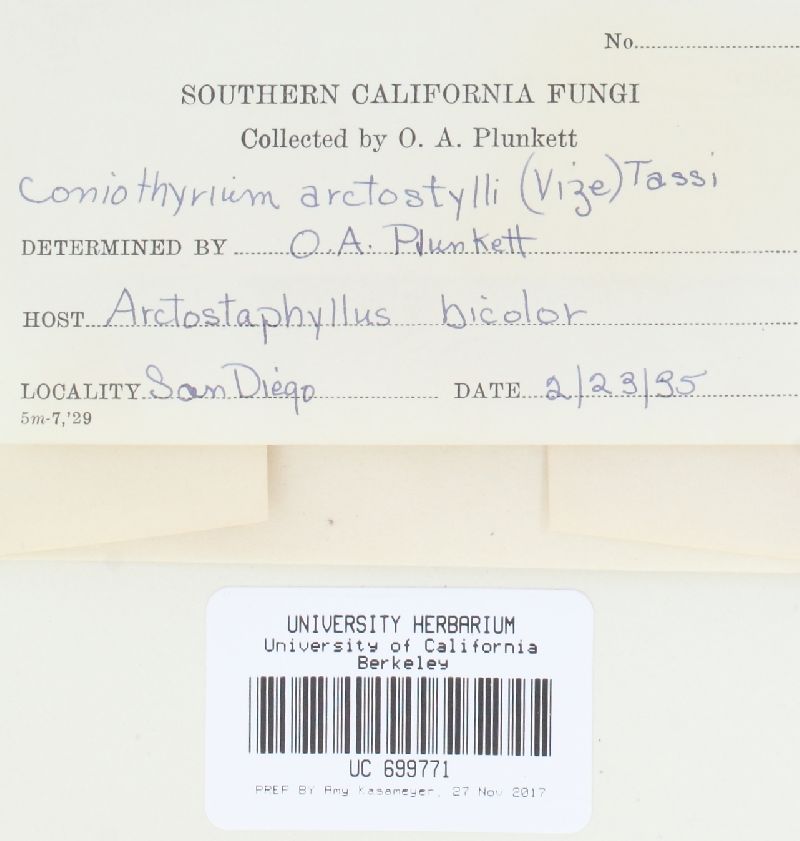 No.
SOUTHERN CALIFORNIA FUNGI
Collected by O. A. Plunkett
Coniothyrium arctostylli (Vize) Tassi
DETERMINED BY O.A. Plunkett
HOST Arctostaphyllus bicolor
LOCALITY San Diego DATE 2/23/35
5m-7,'29
UNIVERSITY HERBARIUM
University of California
Berkeley
UC 699771
PREP BY Amy Kasameyer, 27 Nov 2017